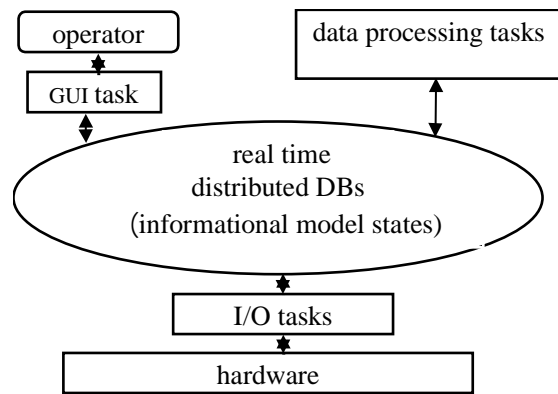 operator
data processing tasks
GUI task
real time
distributed DBs
(informational model states)
I/O tasks
hardware